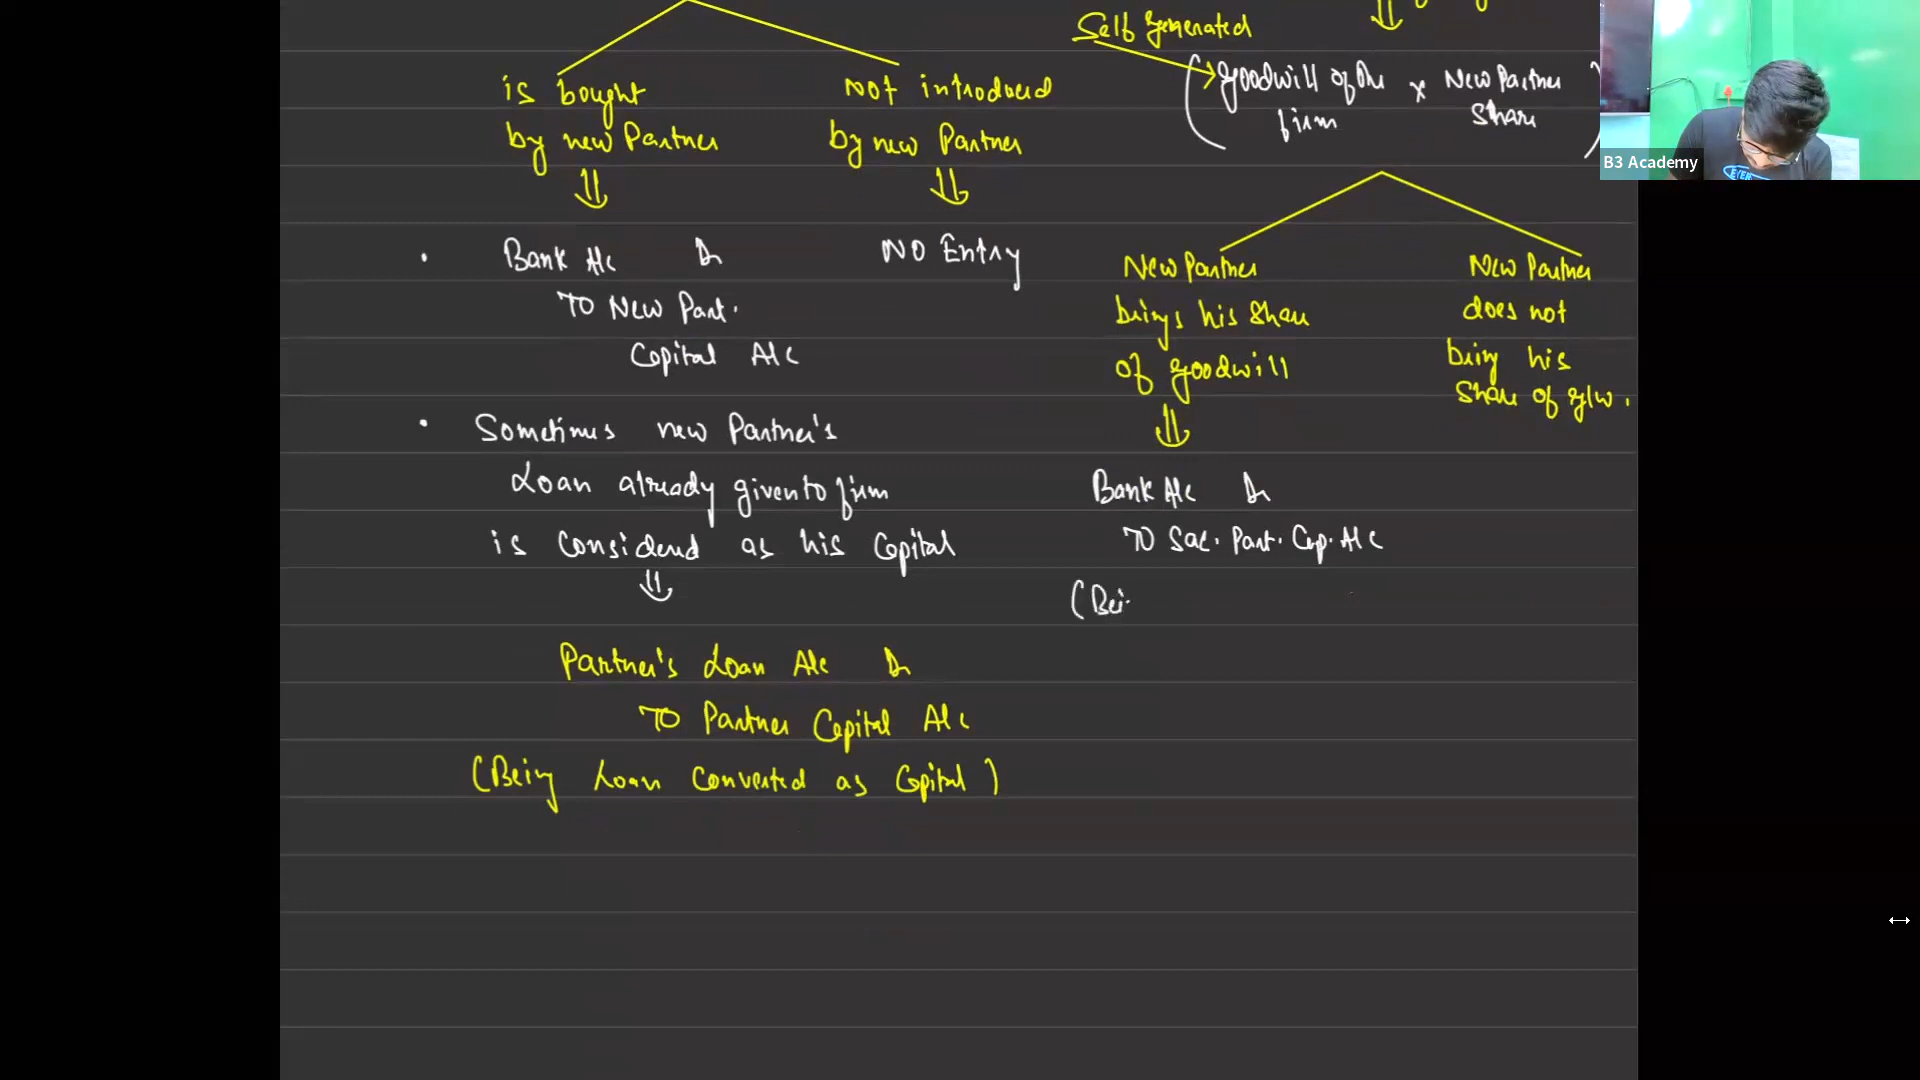 is bought
by new Partner
Not introduced
by new Partner
Bank A/c Dr
To New Part.
Capital A/c
No Entry
Sometimes new Partner's
Loan already given to firm
is considered as his Capital
Partner's Loan A/c Dr
To Partner Capital A/c
(Being Loan Converted as Capital)
Self generated
(Goodwill of the firm × New Partner Share)
New Partner
brings his Share
of goodwill
New Partner
does not
bring his
Share of g/w.
Bank A/c Dr
To Sac. Part. Cap. A/c
(Bei
B3 Academy